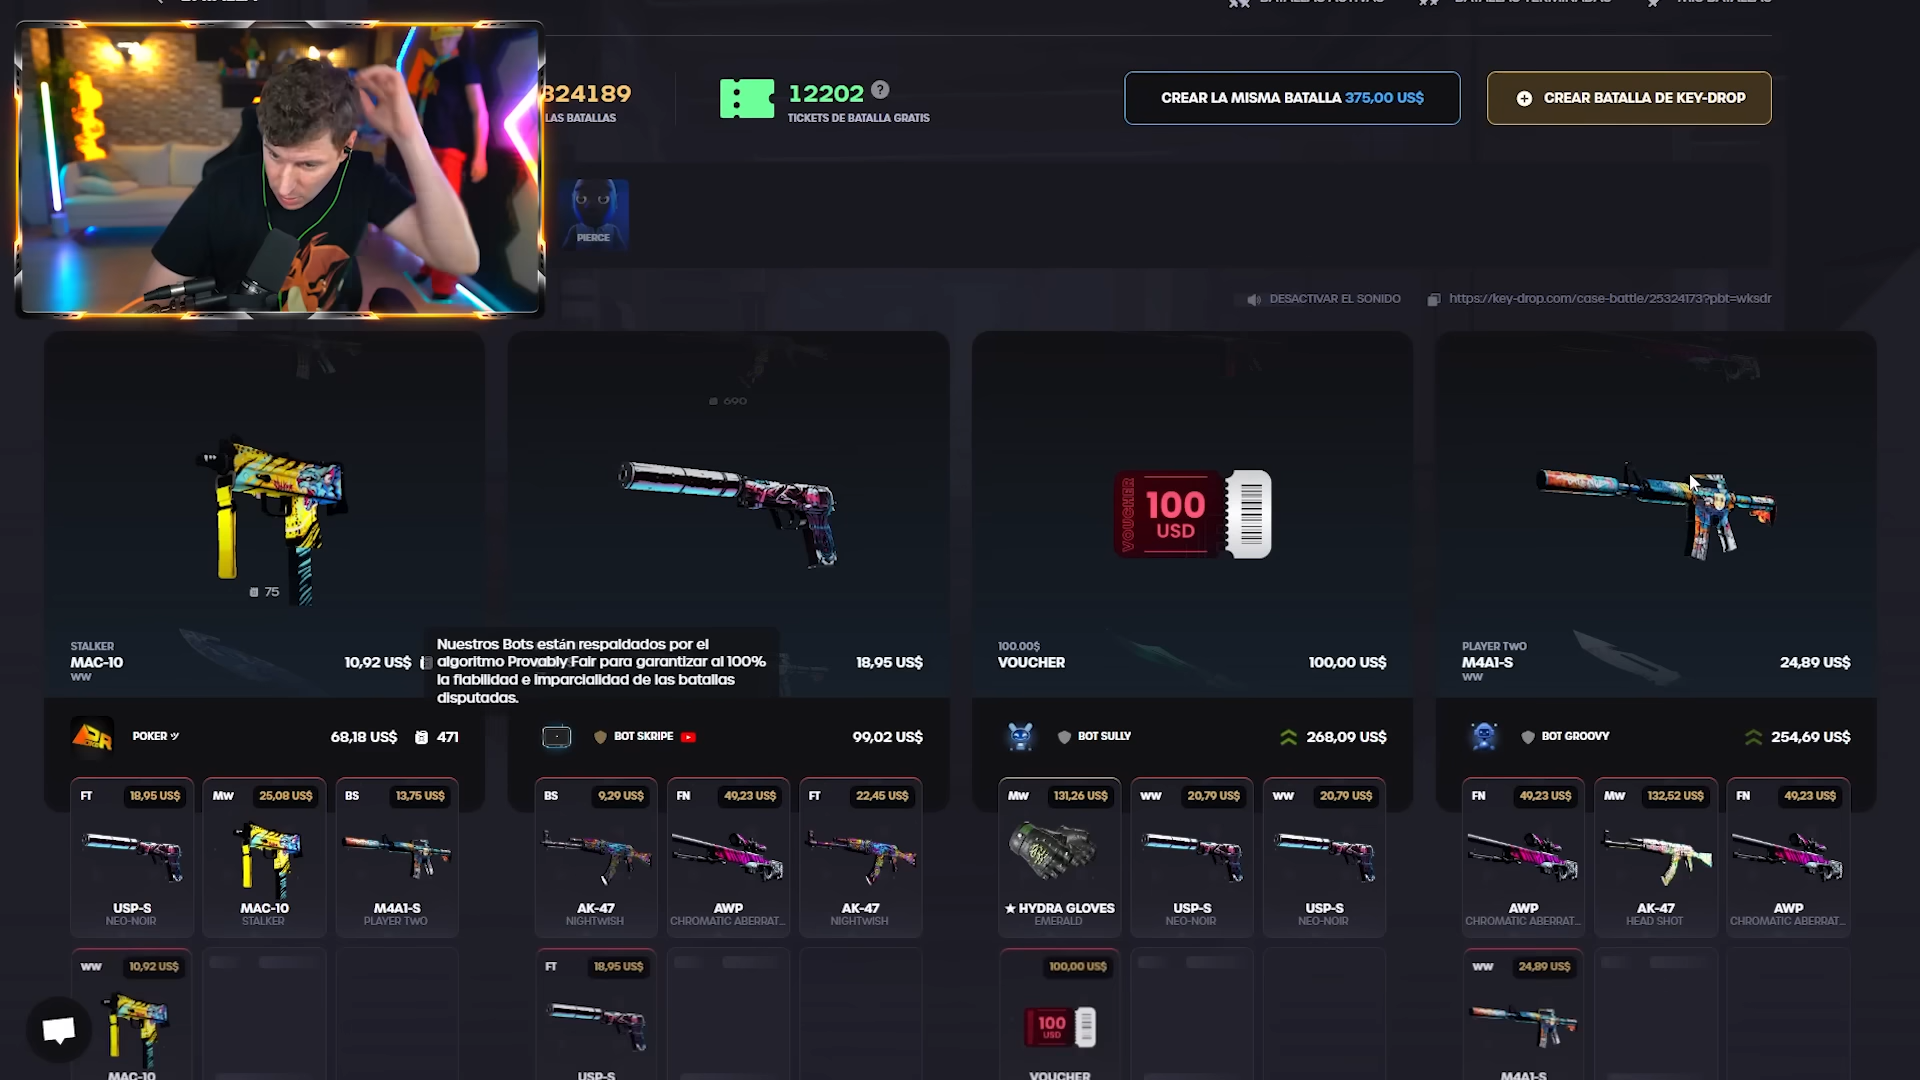 824189
LAS BATALLAS
12202 ?
TICKETS DE BATALLA GRATIS
CREAR LA MISMA BATALLA 375,00 US$
CREAR BATALLA DE KEY-DROP
PIERCE
DESACTIVAR EL SONIDO
https://key-drop.com/case-battle/25324173?pbt=wksdr
690
75
STALKER
MAC-10
WW
10,92 US$
Nuestros Bots están respaldados por el
algoritmo Provably Fair para garantizar al 100%
la fiabilidad e imparcialidad de las batallas
disputadas.
18,95 US$
VOUCHER
100
USD
100.00$
VOUCHER
100,00 US$
PLAYER TWO
M4A1-S
WW
24,89 US$
POKER ツ
68,18 US$ 471
BOT SKRIPE
99,02 US$
BOT SULLY
268,09 US$
BOT GROOVY
254,69 US$
FT 18,95 US$
USP-S
NEO-NOIR
MW 25,08 US$
MAC-10
STALKER
BS 13,75 US$
M4A1-S
PLAYER TWO
BS 9,29 US$
AK-47
NIGHTWISH
FN 49,23 US$
AWP
CHROMATIC ABERRAT...
FT 22,45 US$
AK-47
NIGHTWISH
MW 131,26 US$
★ HYDRA GLOVES
EMERALD
WW 20,79 US$
USP-S
NEO-NOIR
WW 20,79 US$
USP-S
NEO-NOIR
FN 49,23 US$
AWP
CHROMATIC ABERRAT...
MW 132,52 US$
AK-47
HEAD SHOT
FN 49,23 US$
AWP
CHROMATIC ABERRAT...
WW 10,92 US$
MAC-10
FT 18,95 US$
USP-S
100,00 US$
100
USD
VOUCHER
WW 24,89 US$
M4A1-S